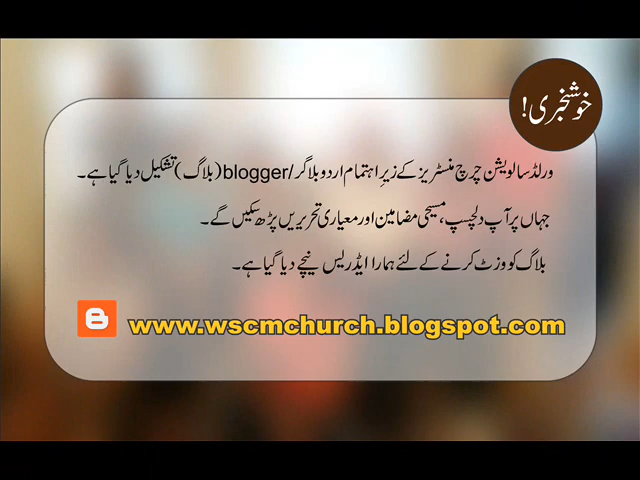 خوشخبری!
ورلڈ سالویشن چرچ منسٹریز کے زیرِ اہتمام اردو بلاگر/blogger (بلاگ) تشکیل دیا گیا ہے۔
جہاں پر آپ دلچسپ، مسیحی مضامین اور معیاری تحریریں پڑھ سکیں گے۔
بلاگ کو وزٹ کرنے کے لئے ہمارا ایڈریس نیچے دیا گیا ہے۔
www.wscmchurch.blogspot.com